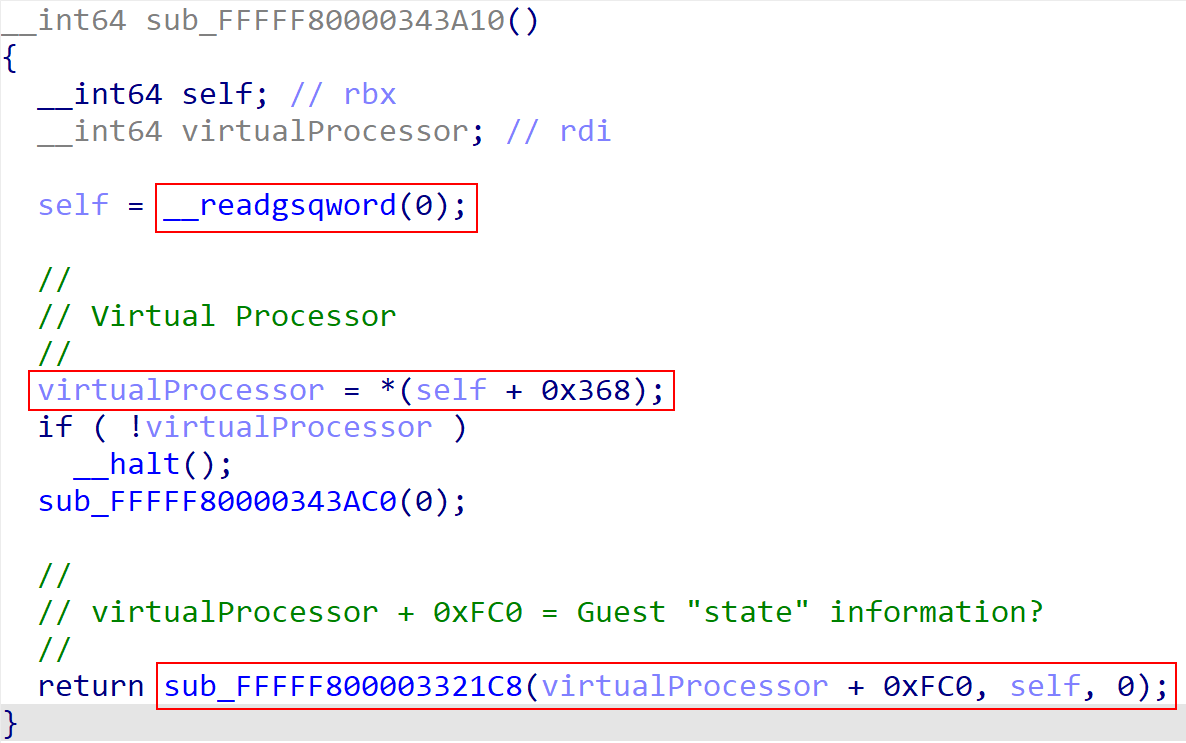 __int64 sub_FFFFF80000343A10()
{
  __int64 self; // rbx
  __int64 virtualProcessor; // rdi

  self = __readgsqword(0);

  //
  // Virtual Processor
  //
  virtualProcessor = *(self + 0x368);
  if ( !virtualProcessor )
    __halt();
  sub_FFFFF80000343AC0(0);

  //
  // virtualProcessor + 0xFC0 = Guest "state" information?
  //
  return sub_FFFFF800003321C8(virtualProcessor + 0xFC0, self, 0);
}